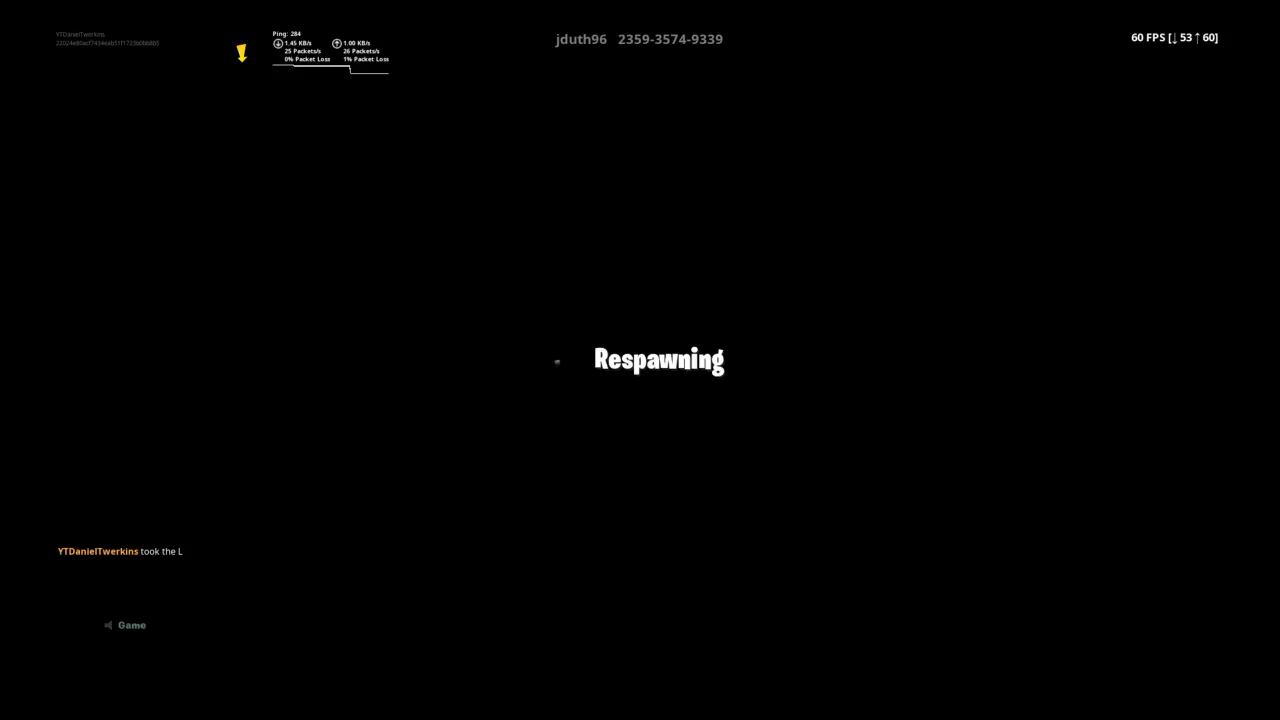 YTDanielTwerkins
Ping: 284
1.45 KB/s 1.00 KB/s
25 Packets/s 26 Packets/s
0% Packet Loss 1% Packet Loss
jduth96 2359-3574-9339
60 FPS [↓ 53 ↑ 60]
Respawning
YTDanielTwerkins took the L
Game